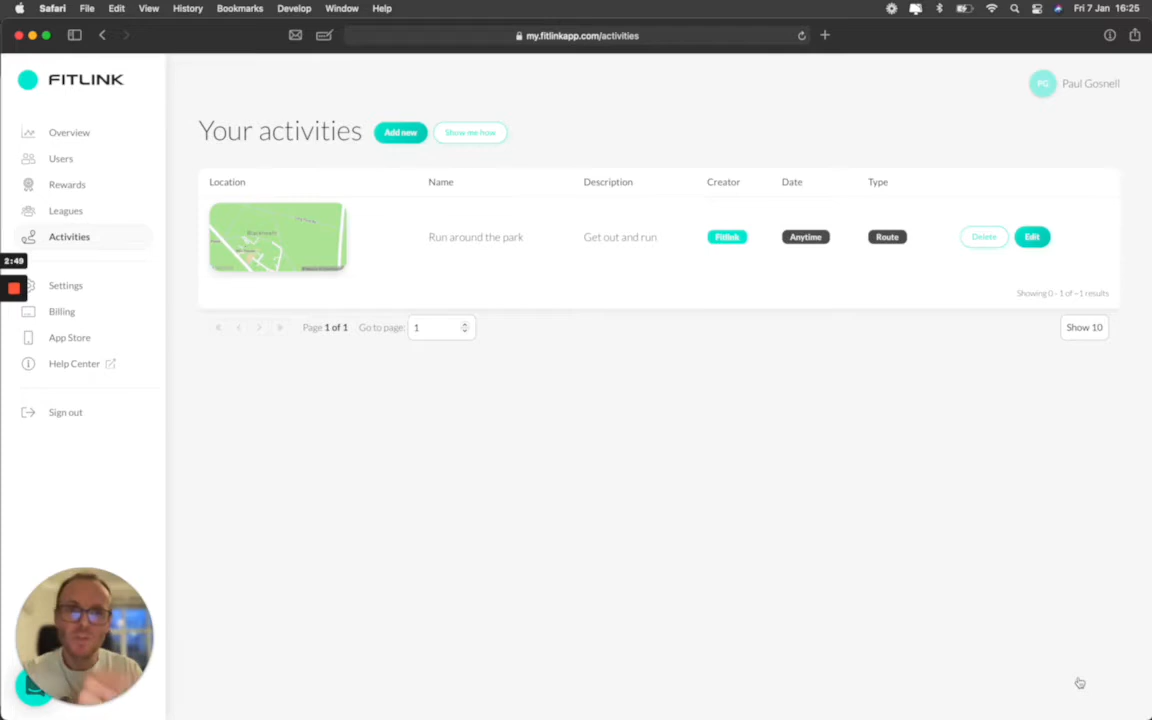 Safari File Edit View History Bookmarks Develop Window Help Fri 7 Jan 16:25
my.fitlinkapp.com/activities
FITLINK
PG Paul Gosnell
Overview
Users
Rewards
Leagues
Activities
2:49
Settings
Billing
App Store
Help Center
Sign out
Your activities Add new Show me how
Location Name Description Creator Date Type
Run around the park Get out and run Fitlink Anytime Route Delete Edit
Showing 0 - 1 of ~1 results
« ‹ › » Page 1 of 1 Go to page: 1 Show 10